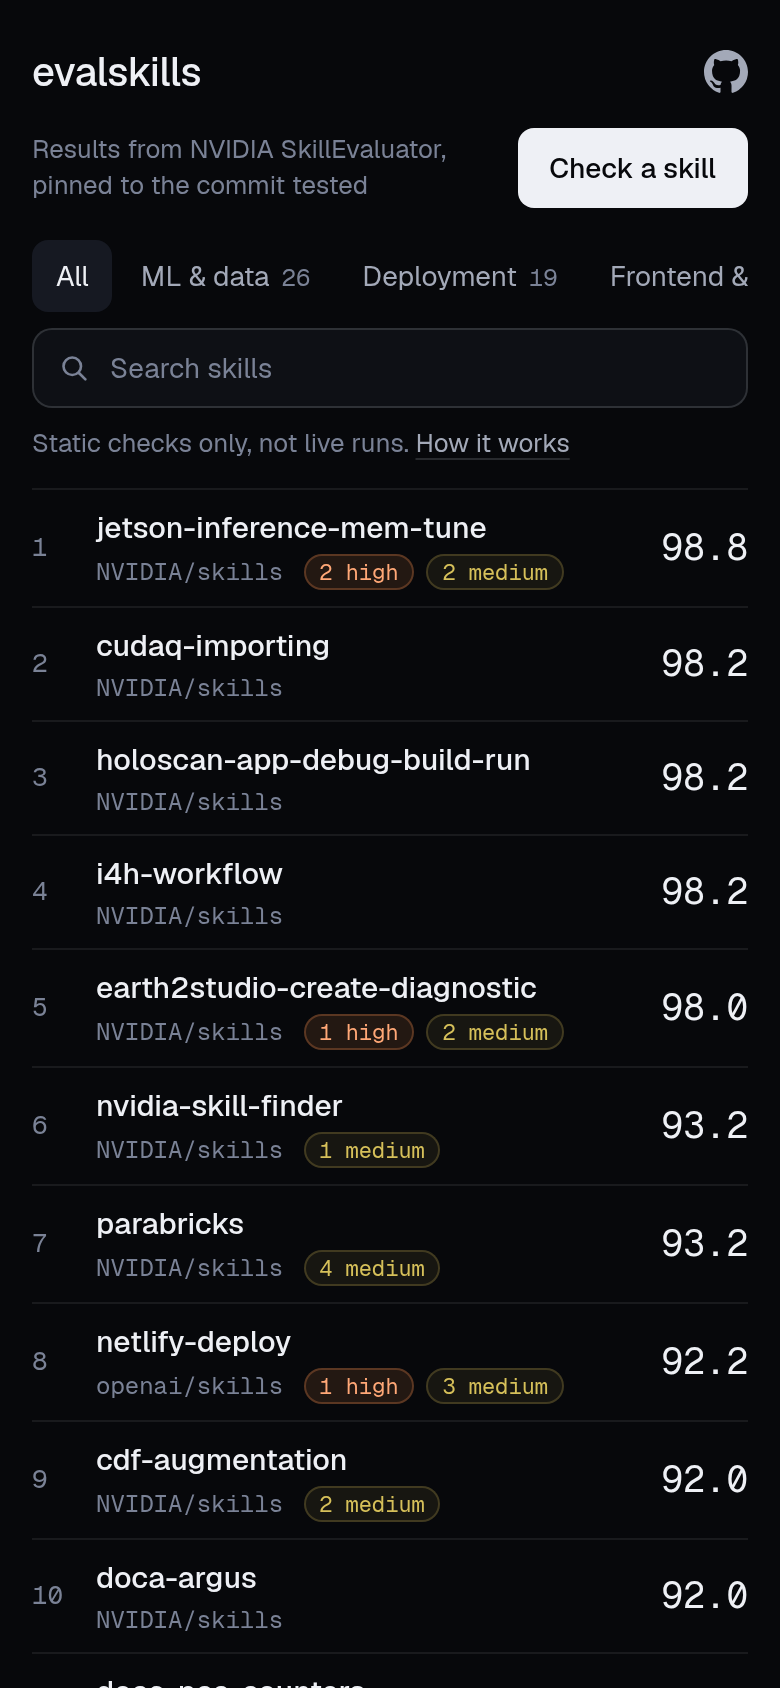 evalskills
Results from NVIDIA SkillEvaluator,
pinned to the commit tested
Check a skill
All ML & data 26 Deployment 19 Frontend &
Search skills
Static checks only, not live runs. How it works
1 jetson-inference-mem-tune 98.8
NVIDIA/skills 2 high 2 medium
2 cudaq-importing 98.2
NVIDIA/skills
3 holoscan-app-debug-build-run 98.2
NVIDIA/skills
4 i4h-workflow 98.2
NVIDIA/skills
5 earth2studio-create-diagnostic 98.0
NVIDIA/skills 1 high 2 medium
6 nvidia-skill-finder 93.2
NVIDIA/skills 1 medium
7 parabricks 93.2
NVIDIA/skills 4 medium
8 netlify-deploy 92.2
openai/skills 1 high 3 medium
9 cdf-augmentation 92.0
NVIDIA/skills 2 medium
10 doca-argus 92.0
NVIDIA/skills